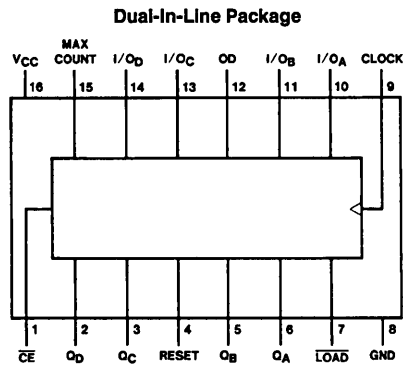 Dual-In-Line Package
VCC MAX COUNT I/OD I/OC OD I/OB I/OA CLOCK
16 15 14 13 12 11 10 9
1 2 3 4 5 6 7 8
CE QD QC RESET QB QA LOAD GND